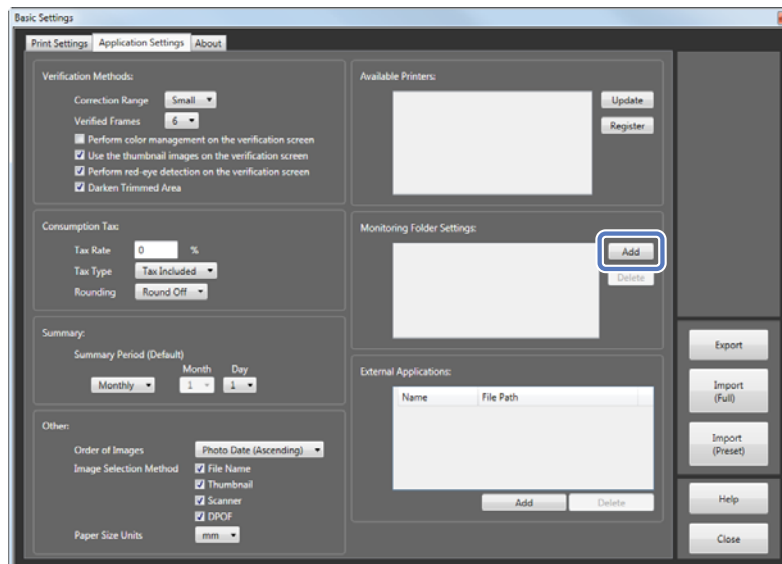 Basic Settings
Print Settings Application Settings About
Verification Methods:
Correction Range Small
Verified Frames 6
Perform color management on the verification screen
Use the thumbnail images on the verification screen
Perform red-eye detection on the verification screen
Darken Trimmed Area
Consumption Tax:
Tax Rate 0 %
Tax Type Tax Included
Rounding Round Off
Summary:
Summary Period (Default)
Month Day
Monthly 1 1
Other:
Order of Images Photo Date (Ascending)
Image Selection Method File Name
Thumbnail
Scanner
DPOF
Paper Size Units mm
Available Printers:
Update
Register
Monitoring Folder Settings:
Add
Delete
External Applications:
Name File Path
Add Delete
Export
Import
(Full)
Import
(Preset)
Help
Close